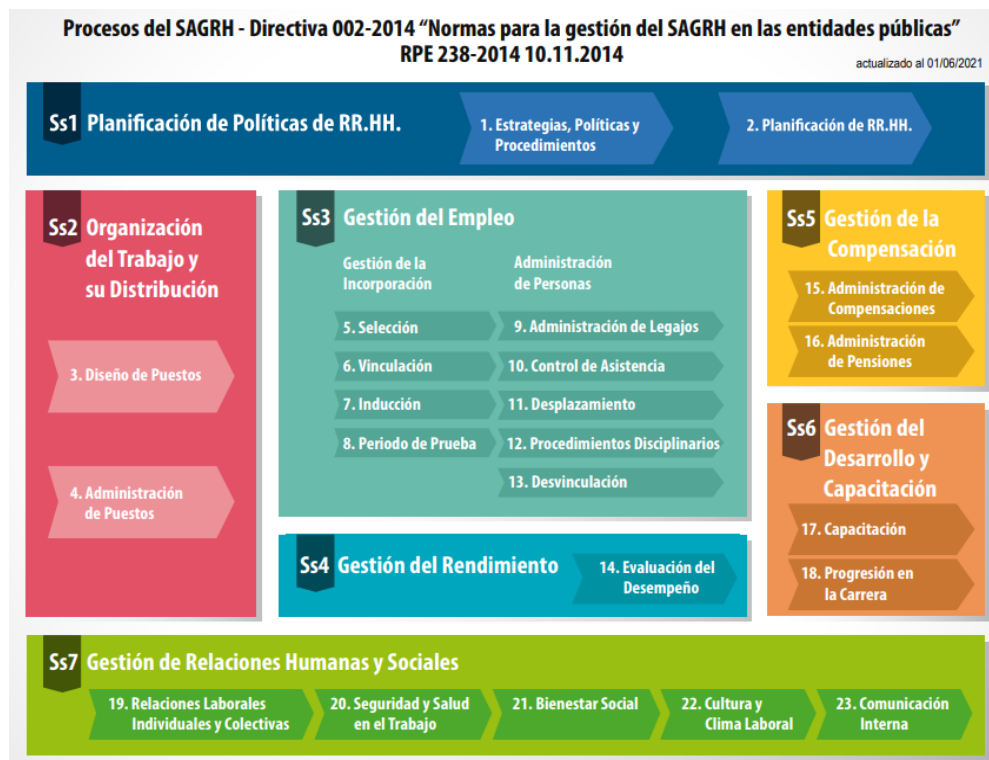 Procesos del SAGRH - Directiva 002-2014 “Normas para la gestión del SAGRH en las entidades públicas”
RPE 238-2014 10.11.2014
actualizado al 01/06/2021
Ss1 Planificación de Políticas de RR.HH.
1. Estrategias, Políticas y
Procedimientos
2. Planificación de RR.HH.
Ss2 Organización
del Trabajo y
su Distribución
3. Diseño de Puestos
4. Administración
de Puestos
Ss3 Gestión del Empleo
Gestión de la
Incorporación
5. Selección
6. Vinculación
7. Inducción
8. Periodo de Prueba
Administración
de Personas
9. Administración de Legajos
10. Control de Asistencia
11. Desplazamiento
12. Procedimientos Disciplinarios
13. Desvinculación
Ss4 Gestión del Rendimiento
14. Evaluación del
Desempeño
Ss5 Gestión de la
Compensación
15. Administración de
Compensaciones
16. Administración
de Pensiones
Ss6 Gestión del
Desarrollo y
Capacitación
17. Capacitación
18. Progresión en
la Carrera
Ss7 Gestión de Relaciones Humanas y Sociales
19. Relaciones Laborales
Individuales y Colectivas
20. Seguridad y Salud
en el Trabajo
21. Bienestar Social
22. Cultura y
Clima Laboral
23. Comunicación
Interna